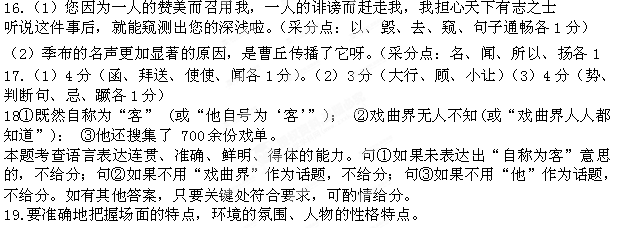 16.（1）您因为一人的赞美而召用我，一人的诽谤而赶走我，我担心天下有志之士
听说这件事后，就能窥测出您的深浅啦。（采分点：以、毁、去、窥、句子通畅各1分）
（2）季布的名声更加显著的原因，是曹丘传播了它呀。（采分点：名、闻、所以、扬各1
17.（1）4分（函、拜送、使使、闻各1分）。（2）3分（大行、顾、小让）（3）4分（势、
判断句、忌、噘各1分）
18①既然自称为“客” (或“他自号为‘客’”)； ②戏曲界无人不知(或“戏曲界人人都
知道”)： ③他还搜集了 700余份戏单。
本题考查语言表达连贯、准确、鲜明、得体的能力。句①如果未表达出“自称为客”意思
的，不给分；句②如果不用“戏曲界”作为话题，不给分；句③如果不用“他”作为话题，
不给分。如有其他答案，只要关键处符合要求，可酌情给分。
19.要准确地把握场面的特点，环境的氛围、人物的性格特点。